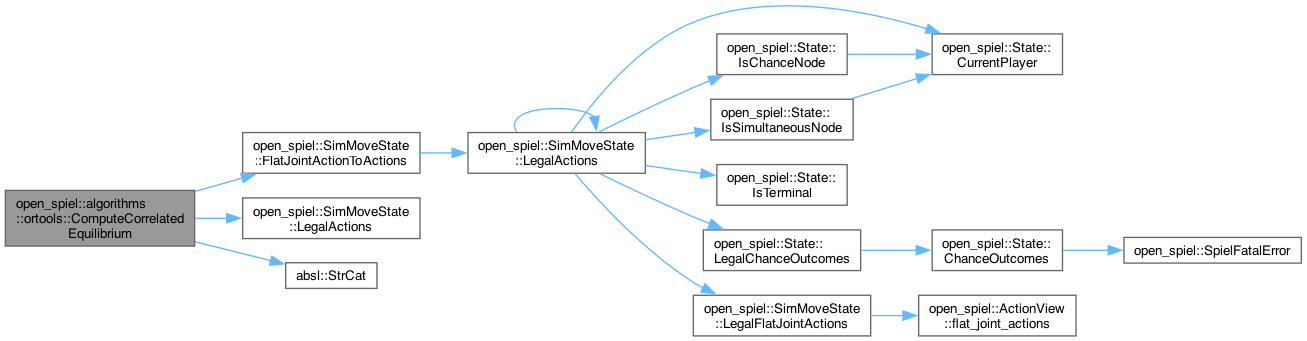 open_spiel::algorithms
::ortools::ComputeCorrelated
Equilibrium
open_spiel::SimMoveState
::FlatJointActionToActions
open_spiel::SimMoveState
::LegalActions
absl::StrCat
open_spiel::SimMoveState
::LegalActions
open_spiel::State::
IsChanceNode
open_spiel::State::
IsSimultaneousNode
open_spiel::State::
IsTerminal
open_spiel::State::
LegalChanceOutcomes
open_spiel::SimMoveState
::LegalFlatJointActions
open_spiel::State::
CurrentPlayer
open_spiel::State::
ChanceOutcomes
open_spiel::ActionView
::flat_joint_actions
open_spiel::SpielFatalError